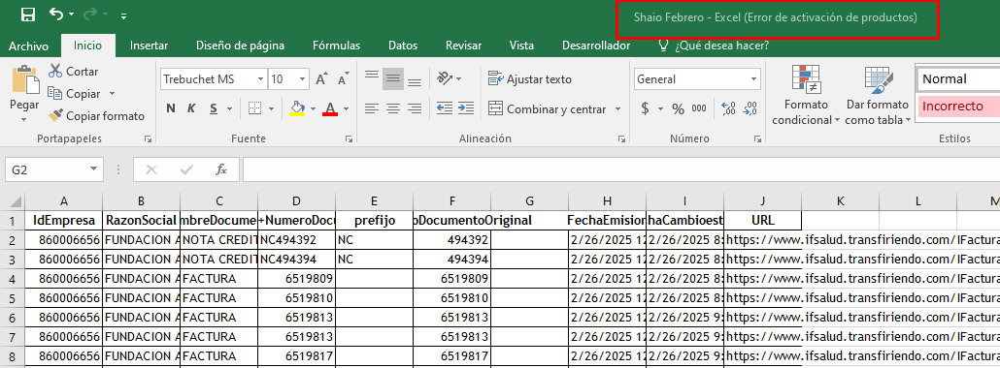 Shaio Febrero - Excel (Error de activación de productos)
Archivo Inicio Insertar Diseño de página Fórmulas Datos Revisar Vista Desarrollador ¿Qué desea hacer?
Pegar Cortar Copiar Copiar formato
Trebuchet MS 10 A A
N K S A
Ajustar texto
Combinar y centrar
General
$ % 000
Formato condicional
Dar formato como tabla
Normal
Incorrecto
Portapapeles Fuente Alineación Número Estilos
G2 fx
A B C D E F G H I J K L M
1 IdEmpresa RazonSocial mbreDocume +NumeroDocu prefijo oDocumentoOriginal FechaEmision haCambioest URL
2 860006656 FUNDACION A NOTA CREDIT NC494392 NC 494392 2/26/2025 12 2/26/2025 8: https://www.ifsalud.transfiriendo.com/IFactura
3 860006656 FUNDACION A NOTA CREDIT NC494394 NC 494394 2/26/2025 12 2/26/2025 8: https://www.ifsalud.transfiriendo.com/IFactura
4 860006656 FUNDACION A FACTURA 6519809 6519809 2/26/2025 12 2/26/2025 8: https://www.ifsalud.transfiriendo.com/IFactura
5 860006656 FUNDACION A FACTURA 6519810 6519810 2/26/2025 12 2/26/2025 8: https://www.ifsalud.transfiriendo.com/IFactura
6 860006656 FUNDACION A FACTURA 6519813 6519813 2/26/2025 12 2/26/2025 9: https://www.ifsalud.transfiriendo.com/IFactura
7 860006656 FUNDACION A FACTURA 6519813 6519813 2/26/2025 12 2/26/2025 9: https://www.ifsalud.transfiriendo.com/IFactura
8 860006656 FUNDACION A FACTURA 6519817 6519817 2/26/2025 12 2/26/2025 9: https://www.ifsalud.transfiriendo.com/IFactura